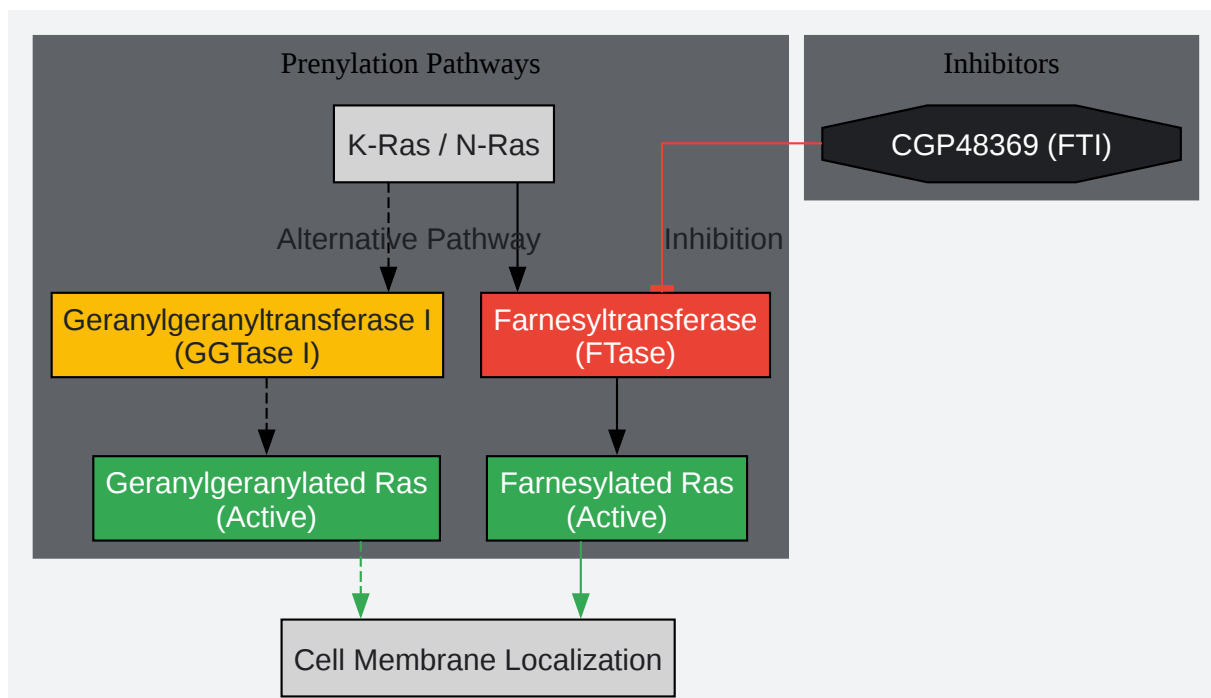 Prenylation Pathways
Inhibitors
K-Ras / N-Ras
CGP48369 (FTI)
Alternative Pathway
Inhibition
Geranylgeranyltransferase I
(GGTase I)
Farnesyltransferase
(FTase)
Geranylgeranylated Ras
(Active)
Farnesylated Ras
(Active)
Cell Membrane Localization